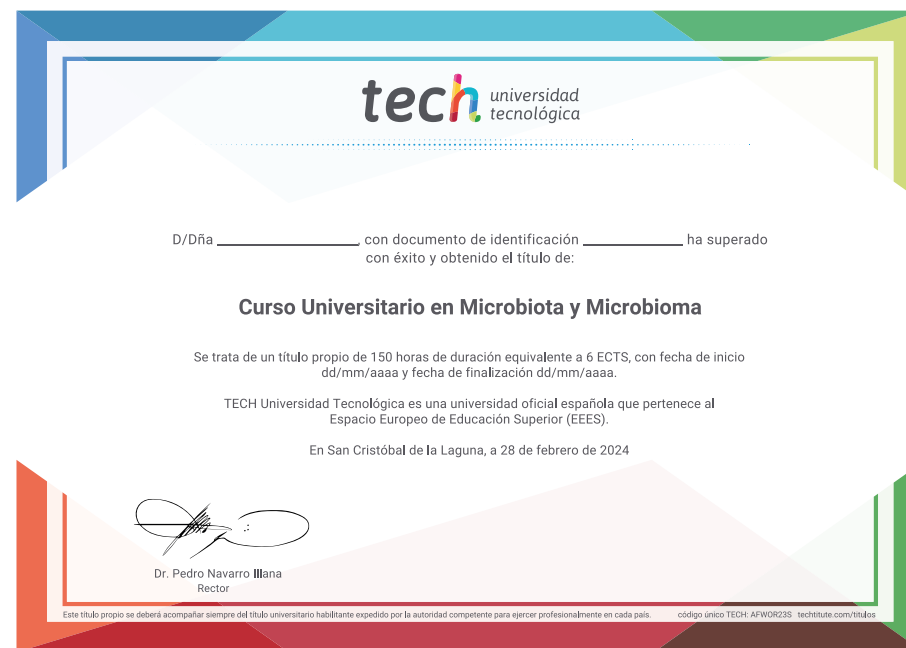 tech universidad
tecnológica
D/Dña ____________________, con documento de identificación ______________ ha superado
con éxito y obtenido el título de:
Curso Universitario en Microbiota y Microbioma
Se trata de un título propio de 150 horas de duración equivalente a 6 ECTS, con fecha de inicio
dd/mm/aaaa y fecha de finalización dd/mm/aaaa.
TECH Universidad Tecnológica es una universidad oficial española que pertenece al
Espacio Europeo de Educación Superior (EEES).
En San Cristóbal de la Laguna, a 28 de febrero de 2024
Dr. Pedro Navarro Illana
Rector
Este título propio se deberá acompañar siempre del título universitario habilitante expedido por la autoridad competente para ejercer profesionalmente en cada país. código único TECH: AFWOR23S techtitute.com/titulos